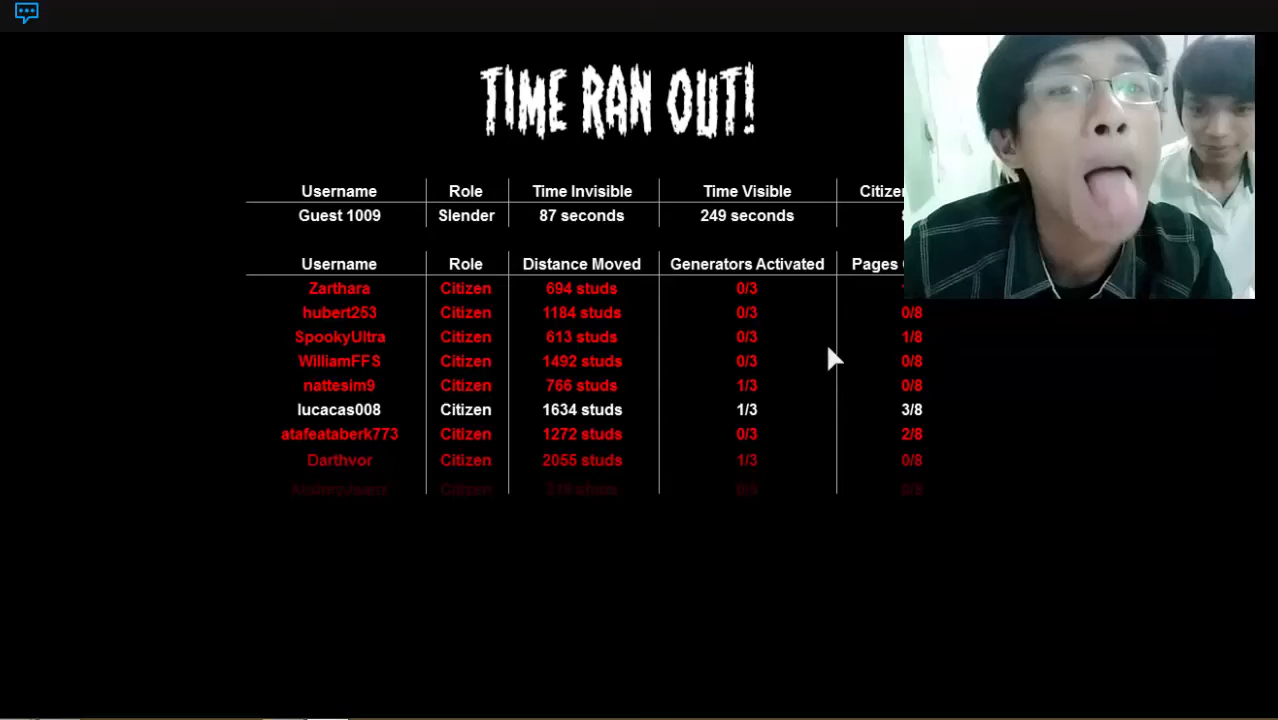 TIME RAN OUT!
Username Role Time Invisible Time Visible
Guest 1009 Slender 87 seconds 249 seconds
Username Role Distance Moved Generators Activated Pages
Zarthara Citizen 694 studs 0/3
hubert253 Citizen 1184 studs 0/3 0/8
SpookyUltra Citizen 613 studs 0/3 1/8
WilliamFFS Citizen 1492 studs 0/3 0/8
nattesim9 Citizen 766 studs 1/3 0/8
lucacas008 Citizen 1634 studs 1/3 3/8
atafeataberk773 Citizen 1272 studs 0/3 2/8
Darthvor Citizen 2055 studs 1/3 0/8
Citizen studs 0/8